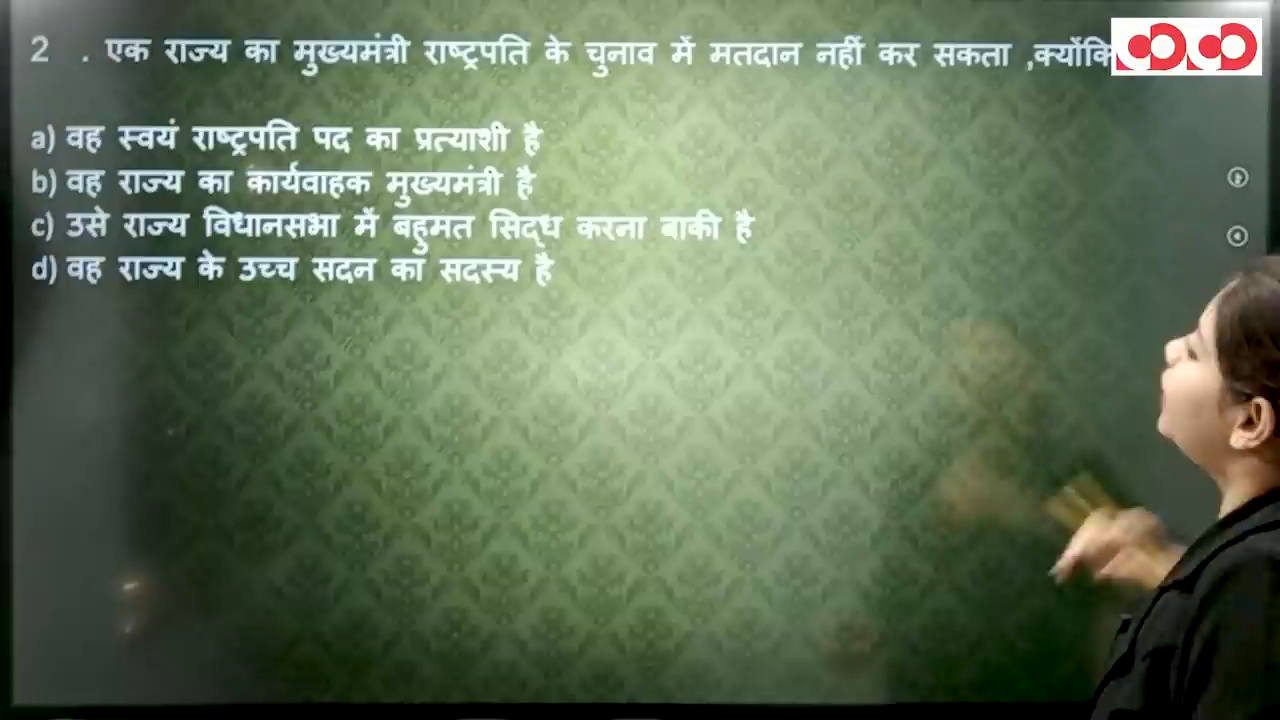 2 . एक राज्य का मुख्यमंत्री राष्ट्रपति के चुनाव में मतदान नहीं कर सकता ,क्योंकि
a) वह स्वयं राष्ट्रपति पद का प्रत्याशी है
b) वह राज्य का कार्यवाहक मुख्यमंत्री है
c) उसे राज्य विधानसभा में बहुमत सिद्ध करना बाकी है
d) वह राज्य के उच्च सदन का सदस्य है